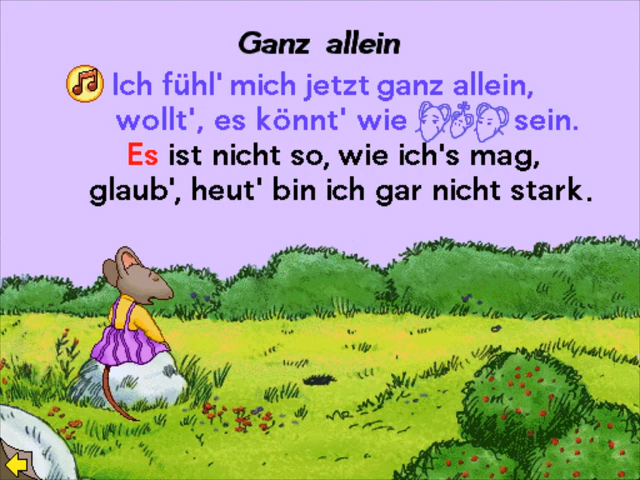 Ganz allein
Ich fühl' mich jetzt ganz allein,
wollt', es könnt' wie sein.
Es ist nicht so, wie ich's mag,
glaub', heut' bin ich gar nicht stark.